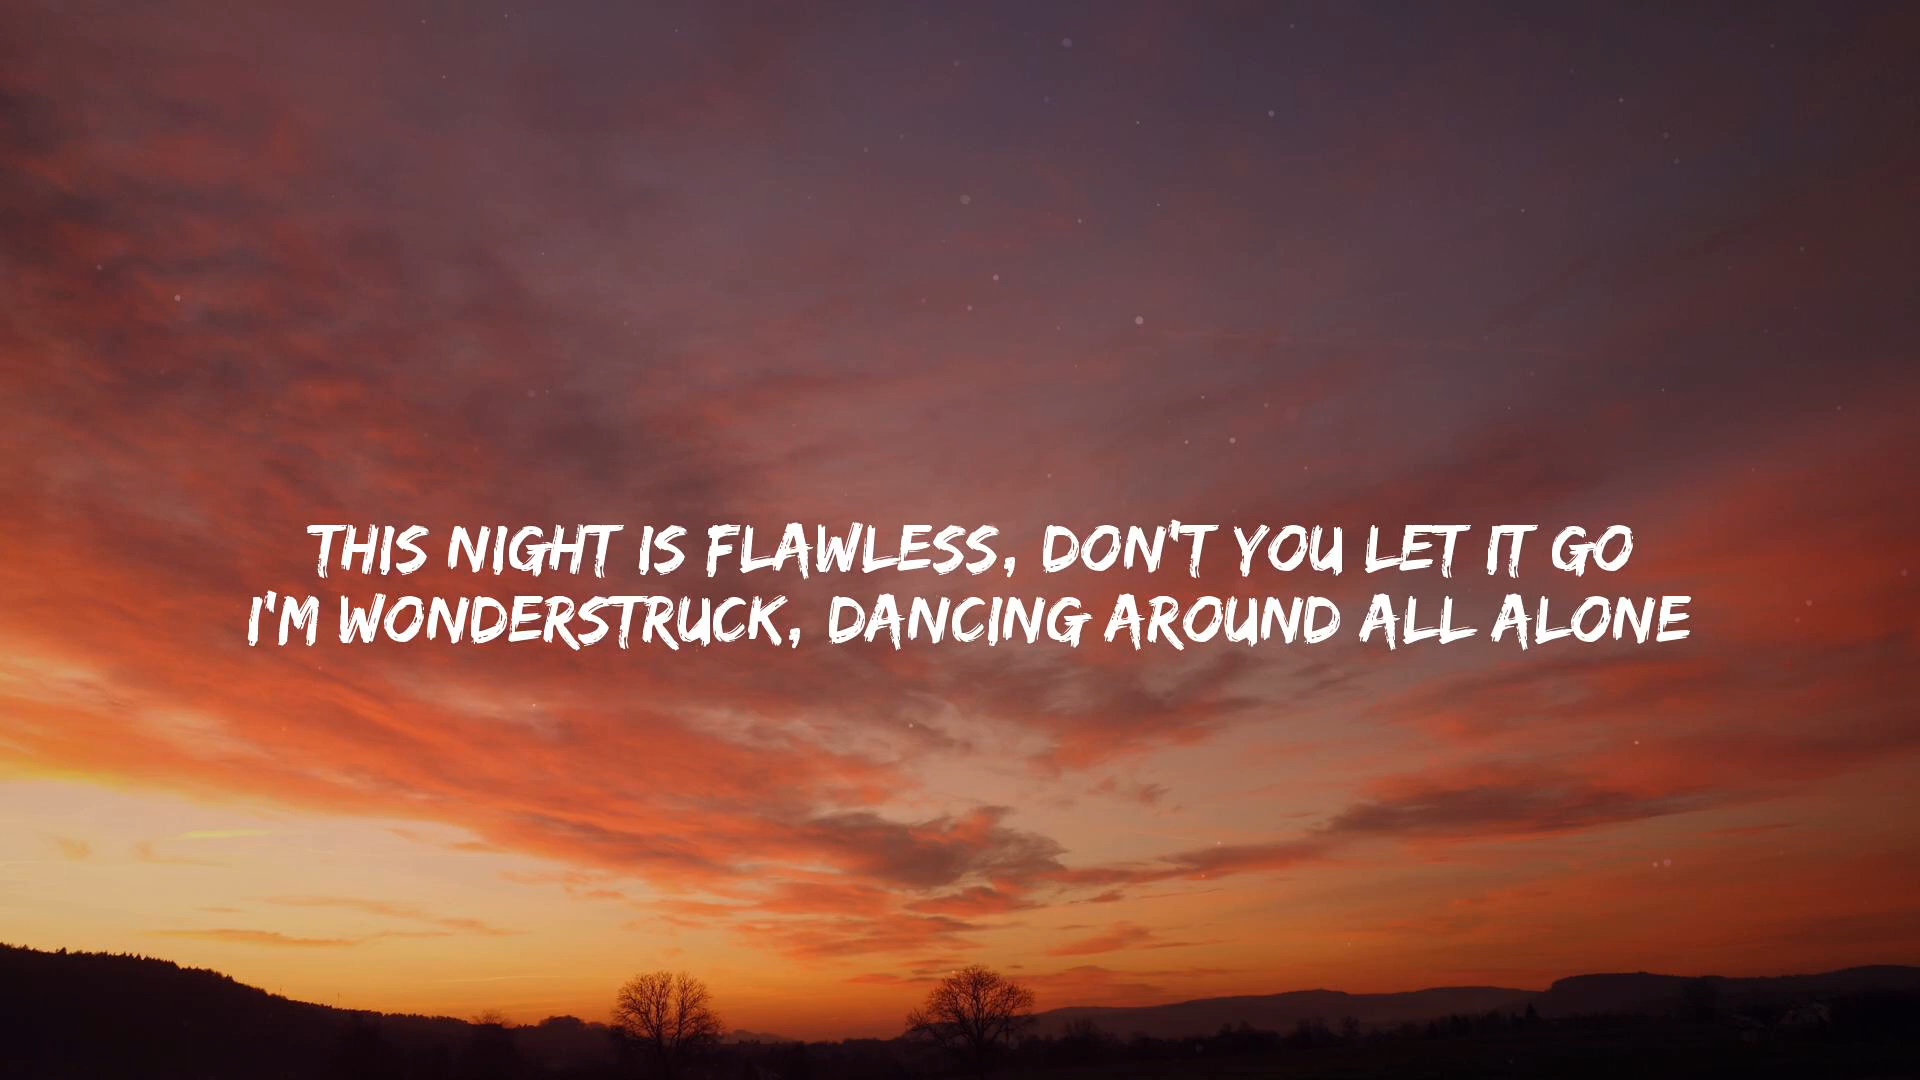 THIS NIGHT IS FLAWLESS, DON'T YOU LET IT GO
I'M WONDERSTRUCK, DANCING AROUND ALL ALONE